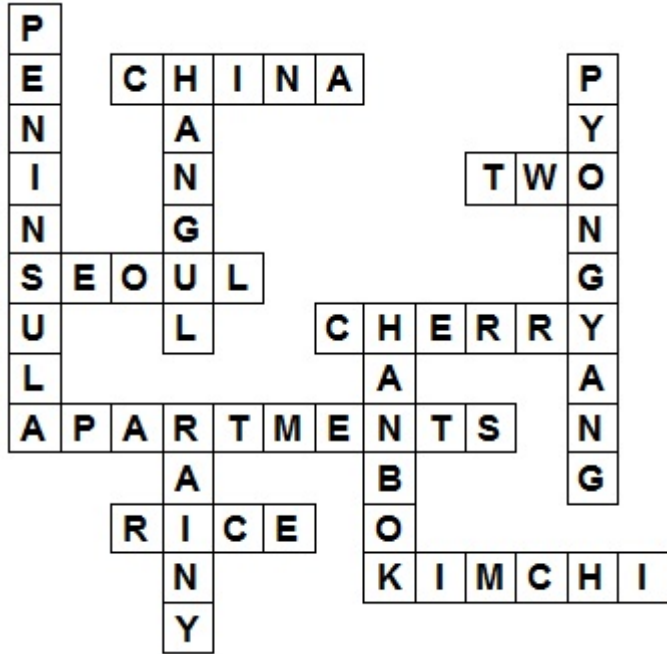 PENINSULA
CHINA
HANGUL
PYONGYANG
TWO
SEOUL
CHERRY
HANBOK
APARTMENTS
RAINY
RICE
KIMCHI